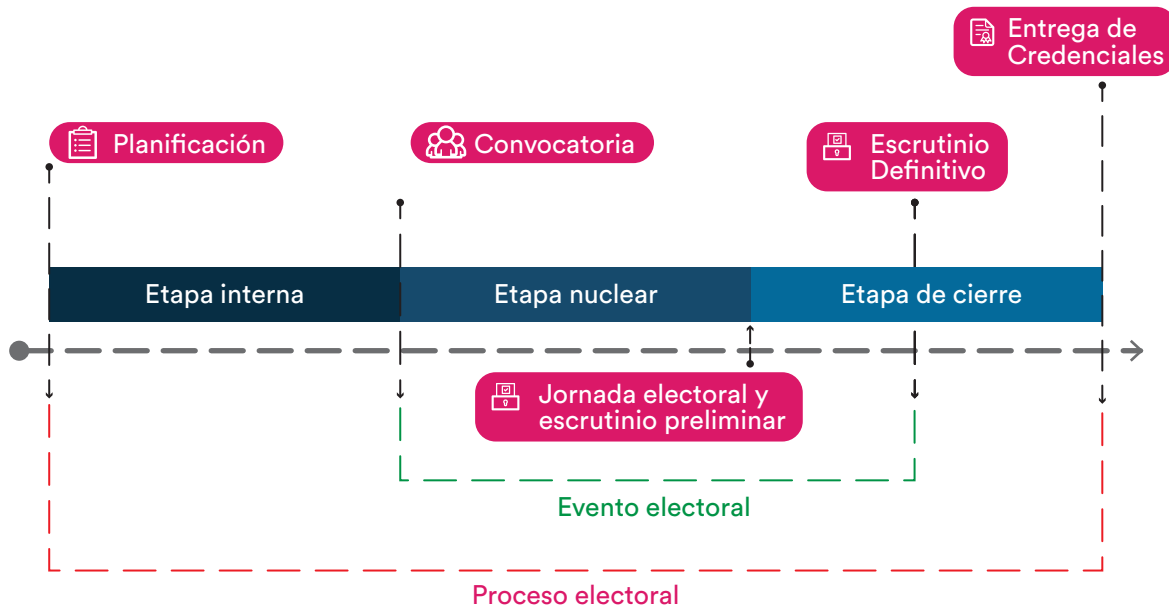 Entrega de
Credenciales
Planificación
Convocatoria
Escrutinio
Definitivo
Etapa interna
Etapa nuclear
Etapa de cierre
Jornada electoral y
escrutinio preliminar
Evento electoral
Proceso electoral